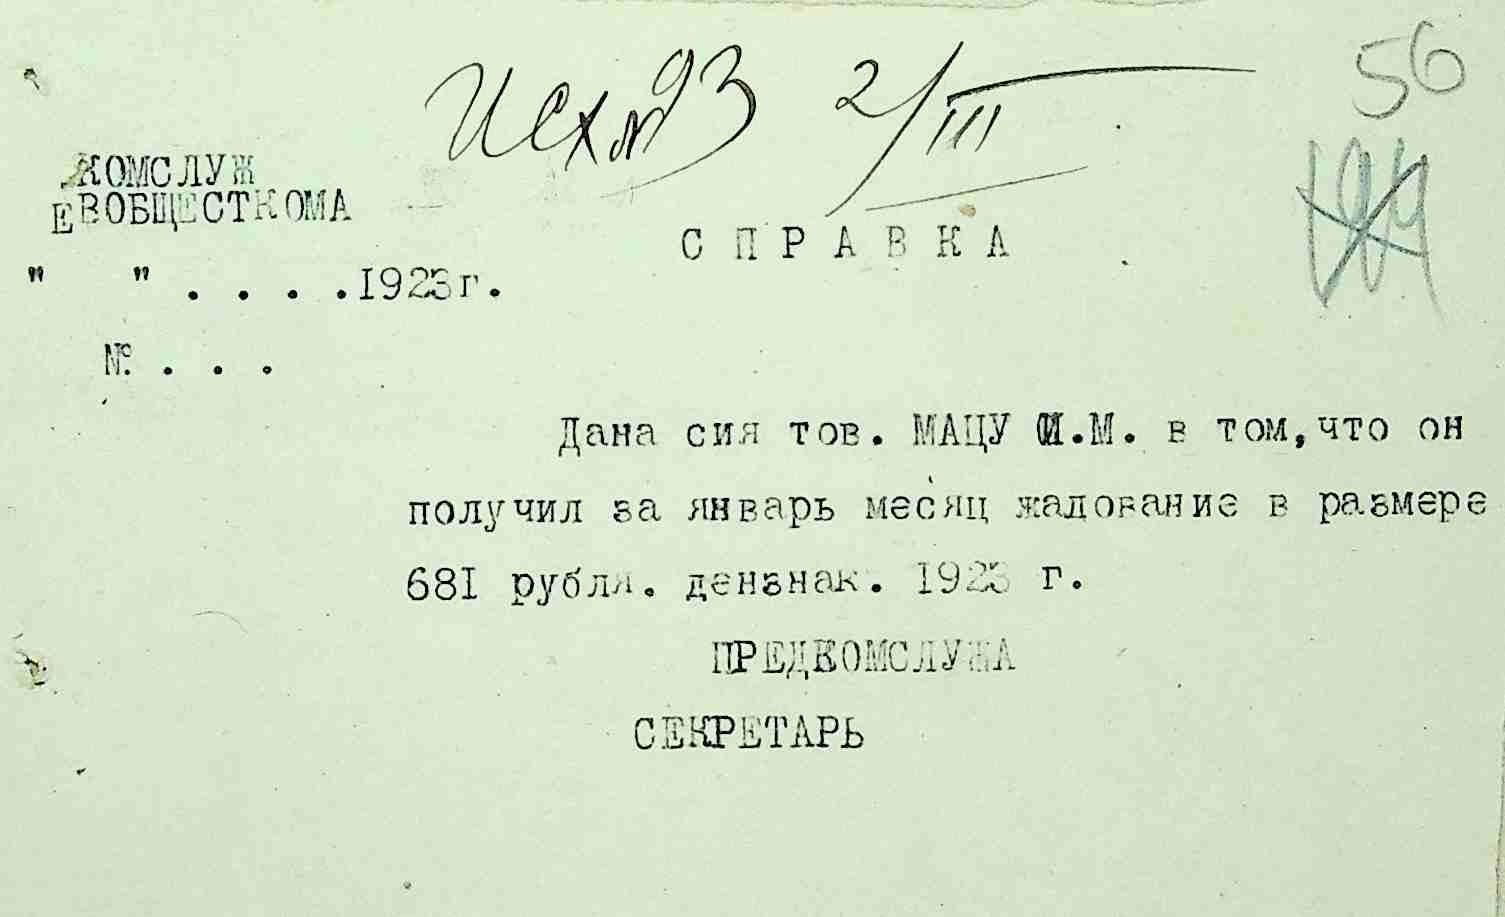 Исх № 93 2/III
56
КОМСЛУЖ
ЕВОБЩЕСТКОМА
СПРАВКА
" " . . . .1923г.
№. . . .
Дана сия тов. МАЦУ И.М. в том,что он
получил за январь месяц жадование в размере
681 рубля. дензнак. 1923 г.
ПРЕДКОМСЛУЖА
СЕКРЕТАРЬ